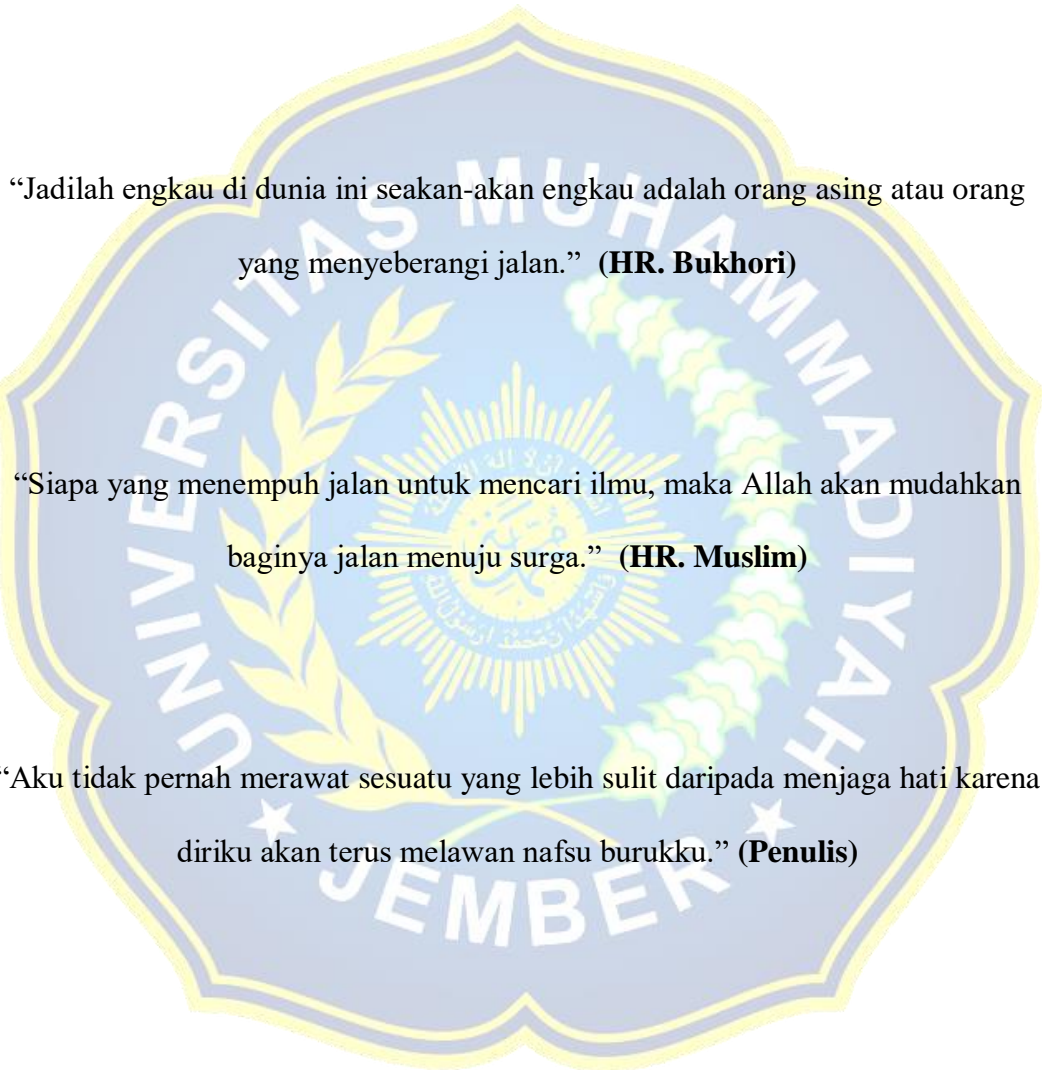 “Jadilah engkau di dunia ini seakan-akan engkau adalah orang asing atau orang
yang menyeberangi jalan.” (HR. Bukhori)
“Siapa yang menempuh jalan untuk mencari ilmu, maka Allah akan mudahkan
baginya jalan menuju surga.” (HR. Muslim)
“Aku tidak pernah merawat sesuatu yang lebih sulit daripada menjaga hati karena
diriku akan terus melawan nafsu burukku.” (Penulis)
UNIVERSITAS MUHAMMADIYAH
JEMBER